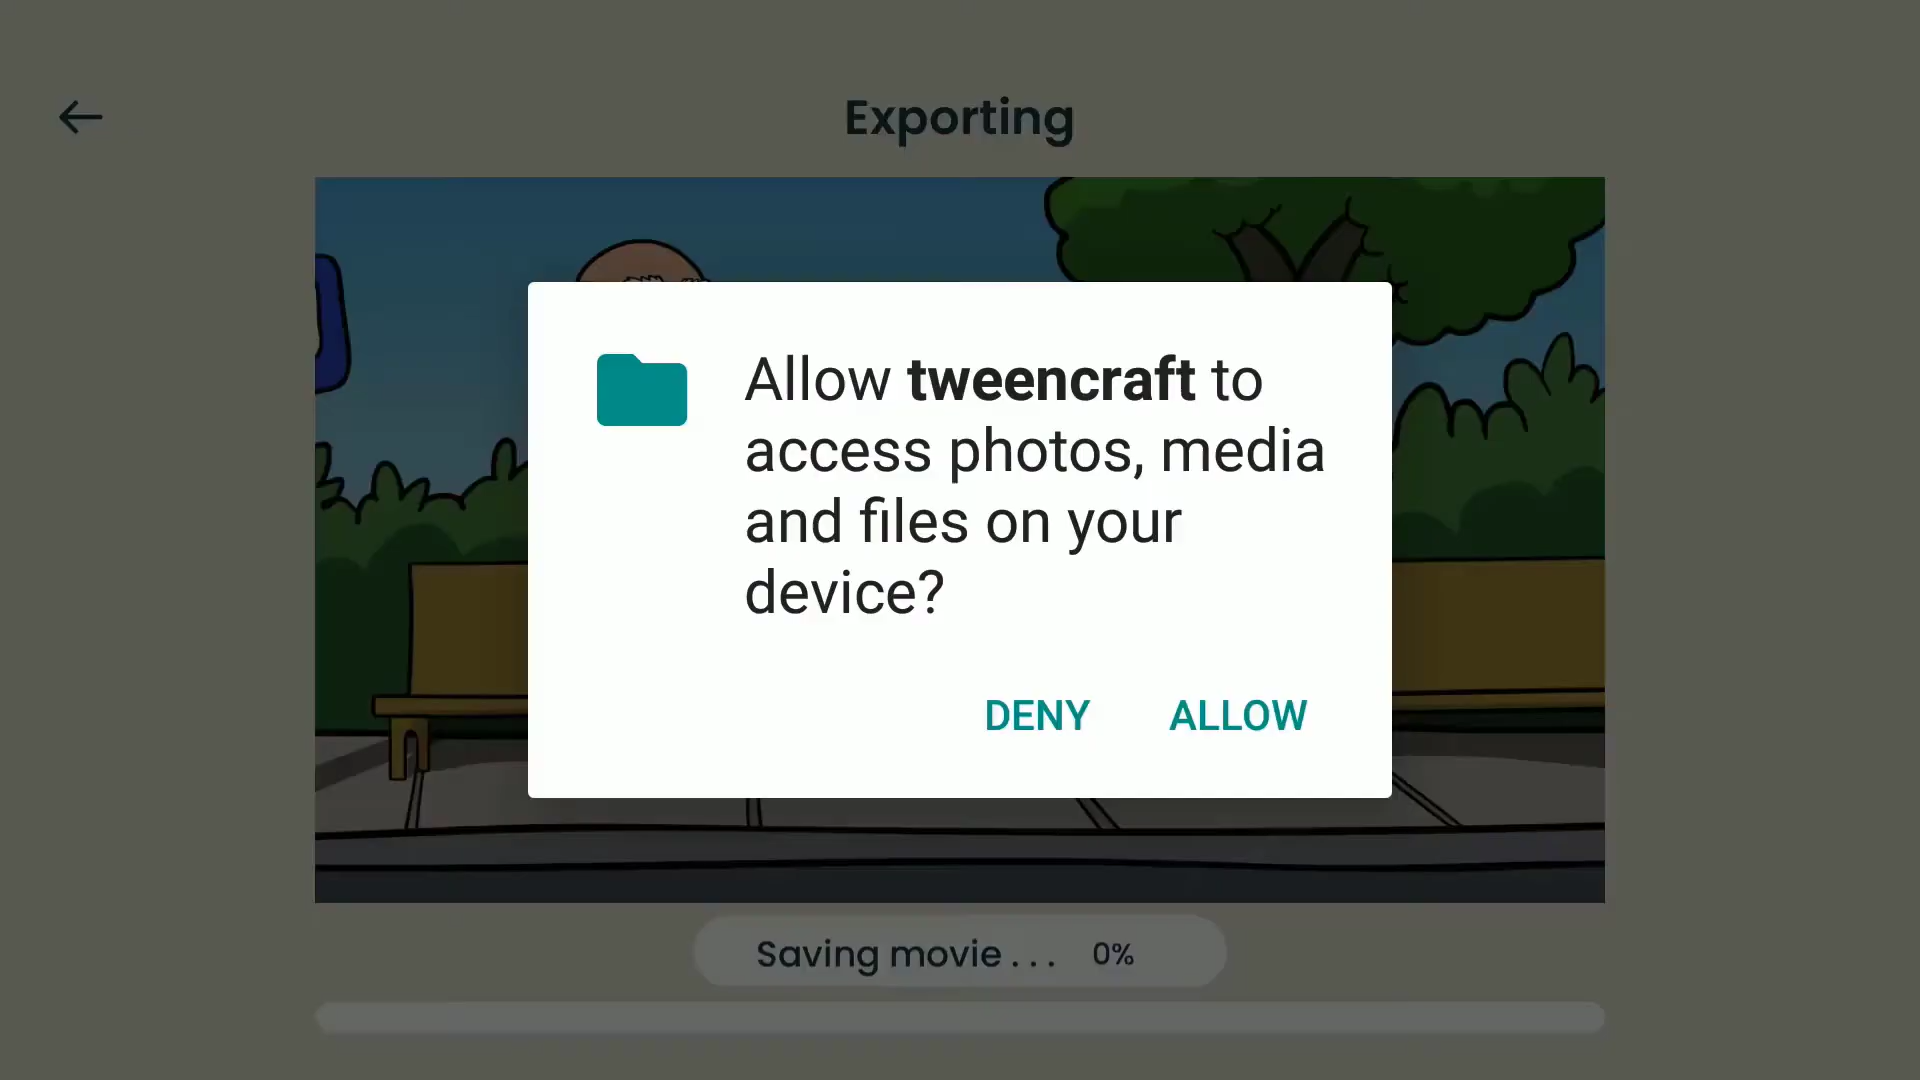 Exporting
Allow tweencraft to
access photos, media
and files on your
device?
DENY ALLOW
Saving movie . . . 0%